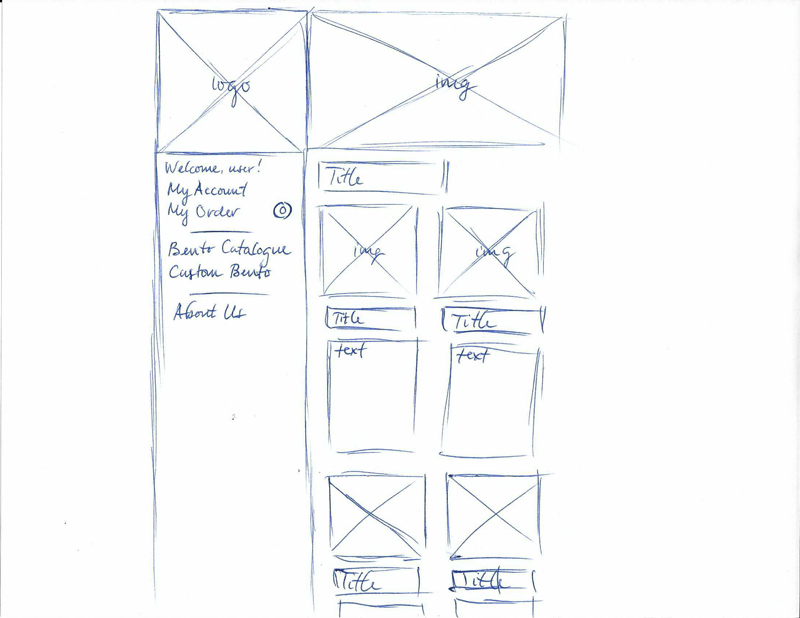 logo
img
Welcome, user!
My Account
My Order 0
Bento Catalogue
Custom Bento
About Us
Title
img img
Title Title
text text
Title Title